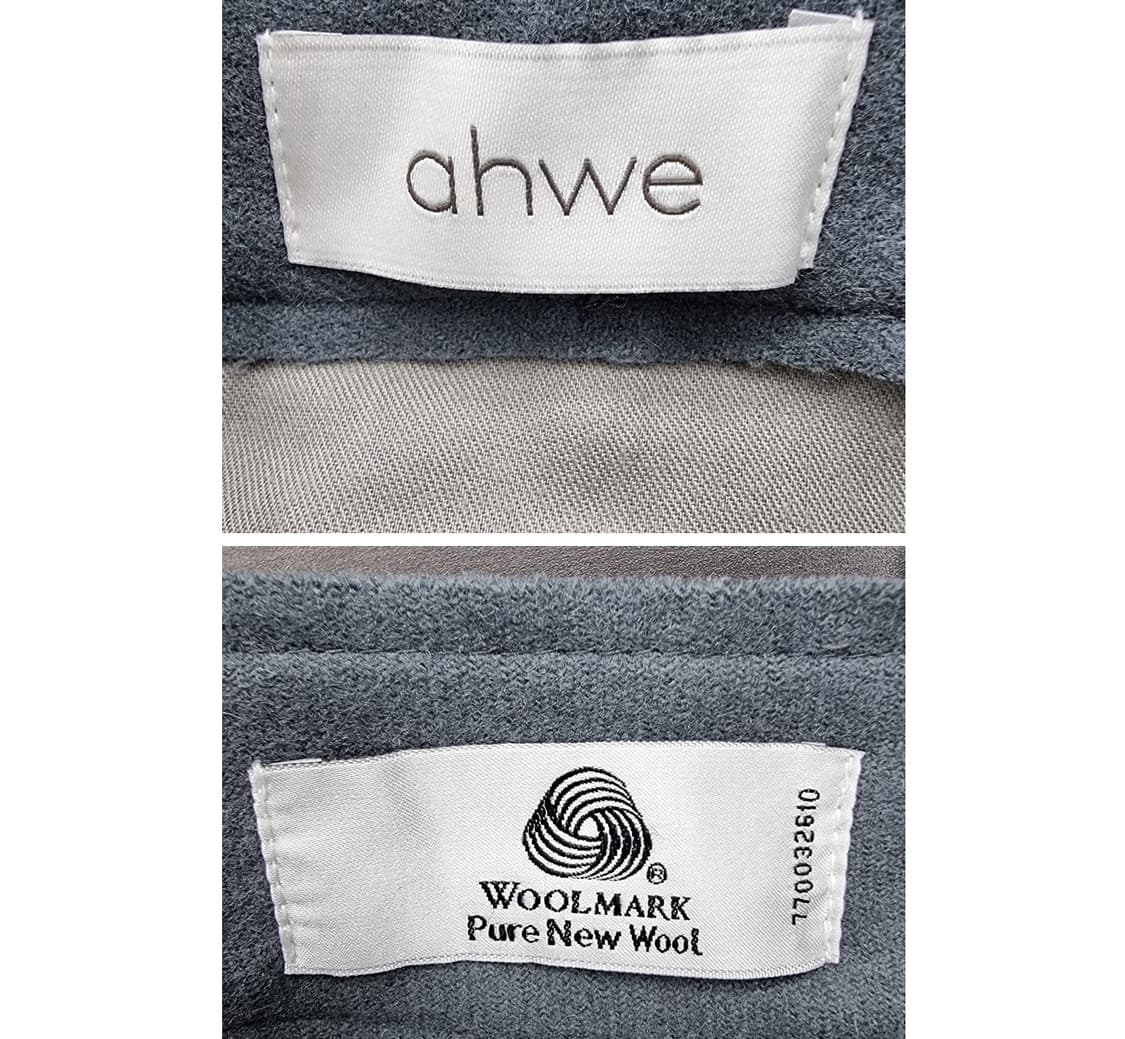 ahwe
®
WOOLMARK
Pure New Wool
770032610